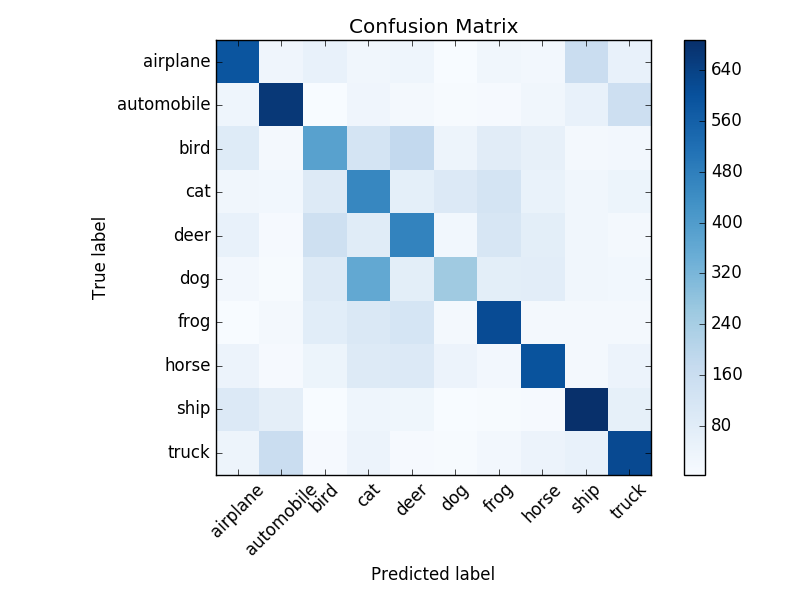 Confusion Matrix
airplane
automobile
bird
cat
deer
dog
frog
horse
ship
truck
True label
airplane
automobile
bird
cat
deer
dog
frog
horse
ship
truck
Predicted label
640
560
480
400
320
240
160
80